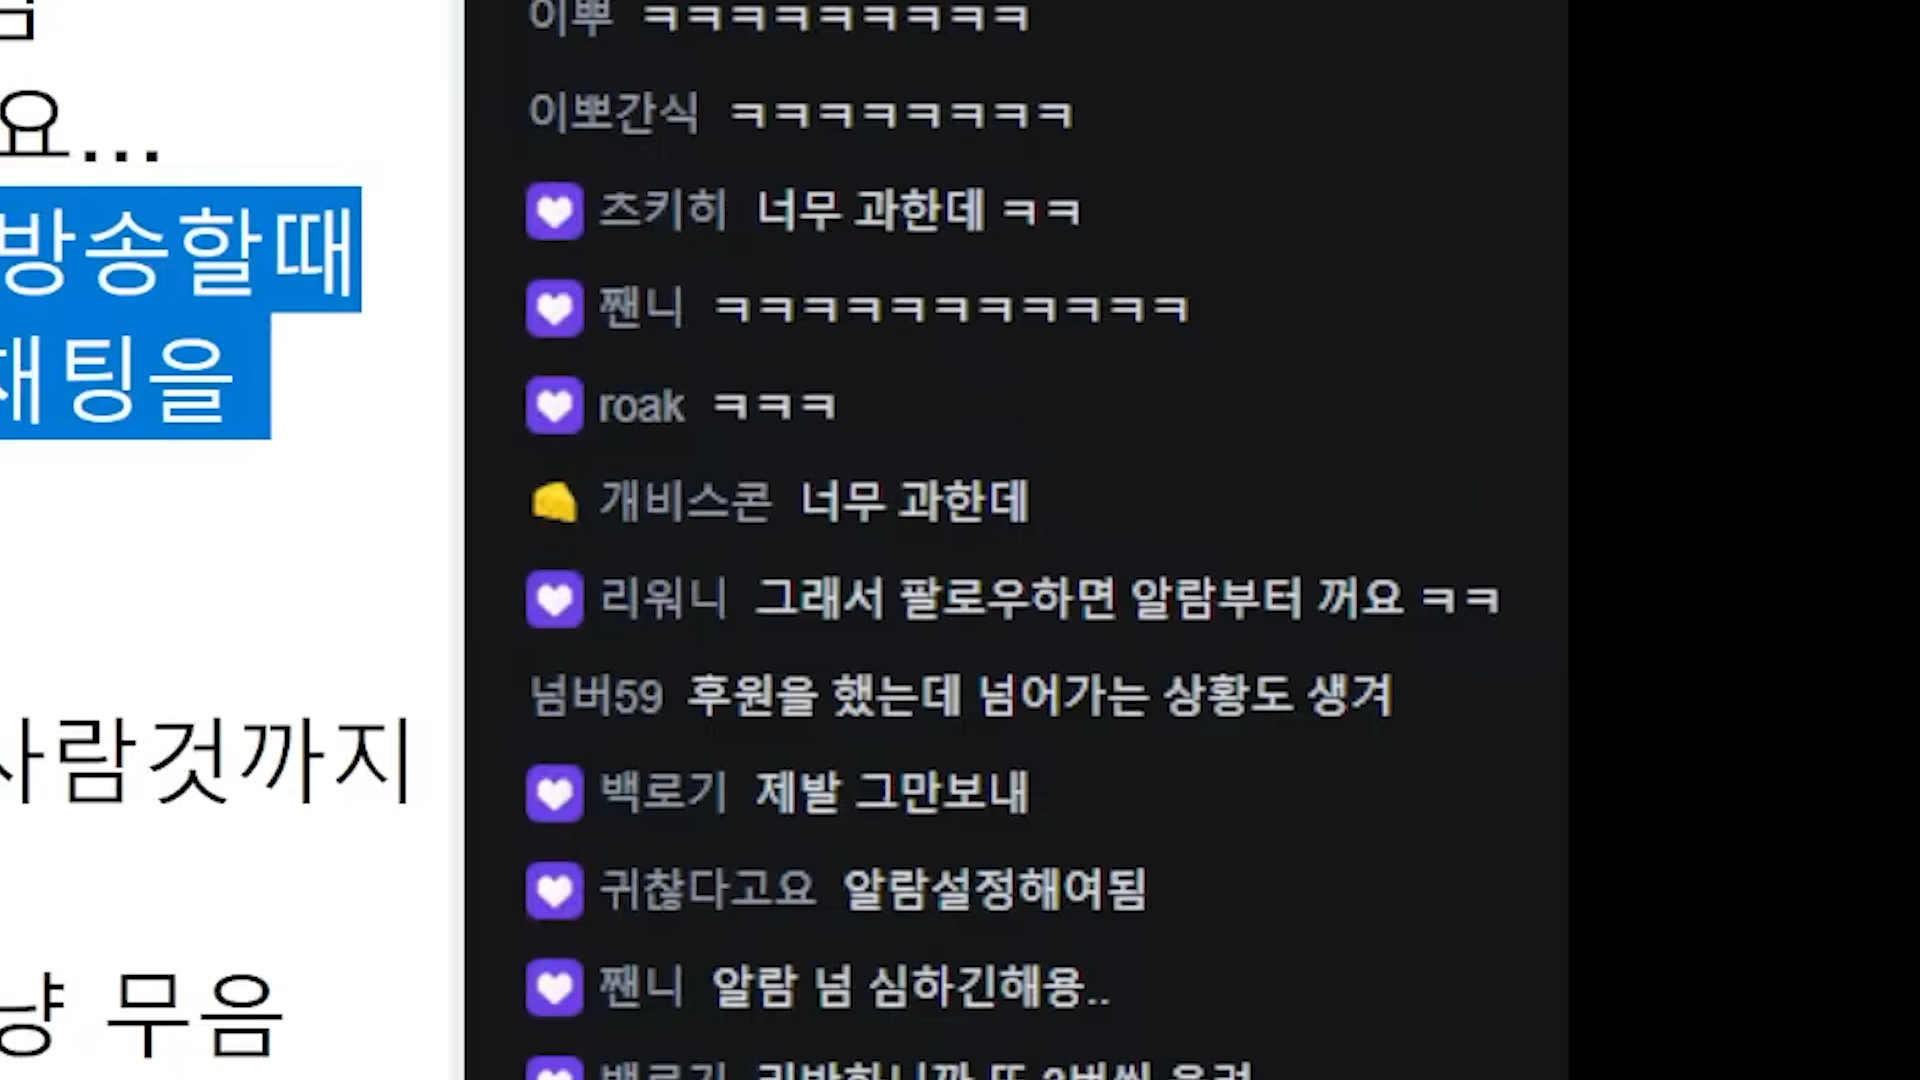 요...
방송할때
채팅을
사람것까지
냥 무음
이뿌 ㅋㅋㅋㅋㅋㅋㅋㅋㅋ
이뽀간식 ㅋㅋㅋㅋㅋㅋㅋㅋ
츠키히 너무 과한데 ㅋㅋ
짼니 ㅋㅋㅋㅋㅋㅋㅋㅋㅋㅋㅋ
roak ㅋㅋㅋ
개비스콘 너무 과한데
리워니 그래서 팔로우하면 알람부터 꺼요 ㅋㅋ
넘버59 후원을 했는데 넘어가는 상황도 생겨
백로기 제발 그만보내
귀찮다고요 알람설정해여됨
짼니 알람 넘 심하긴해용..
백로기